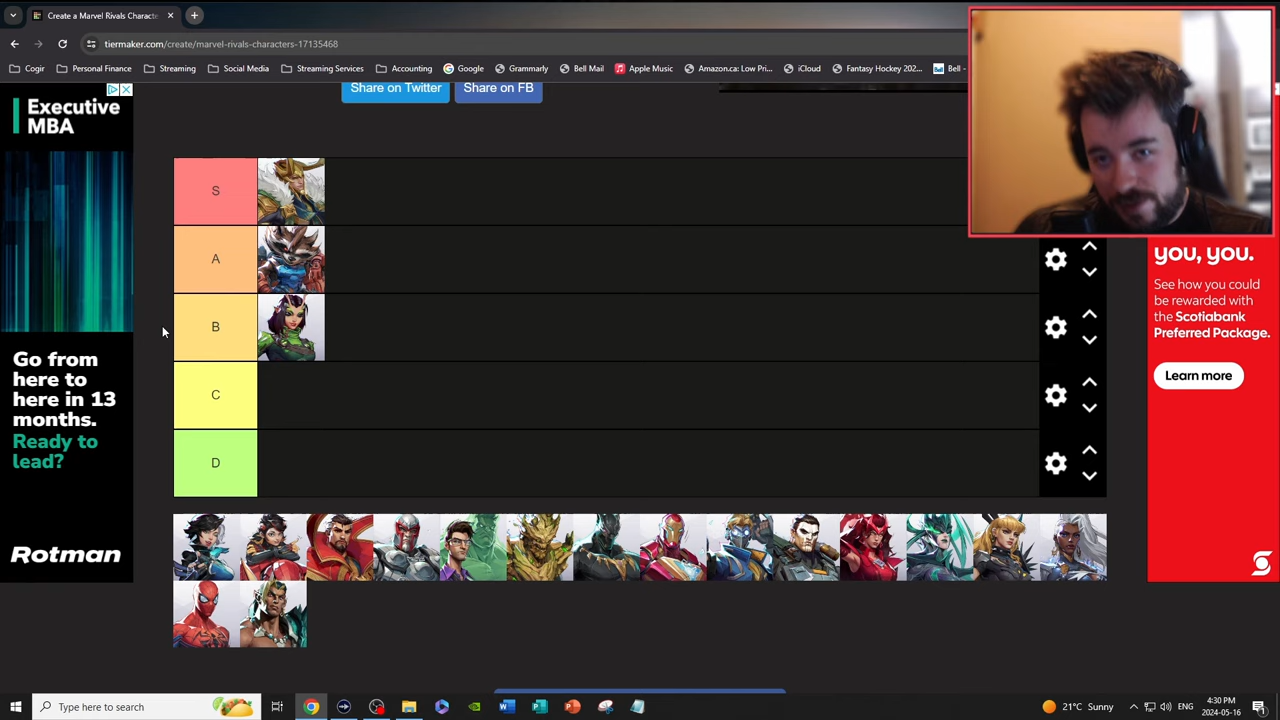 Create a Marvel Rivals Characte
tiermaker.com/create/marvel-rivals-characters-17135468
Cogir
Personal Finance
Streaming
Social Media
Streaming Services
Accounting
Google
Grammarly
Bell Mail
Apple Music
Amazon.ca: Low Pri...
iCloud
Fantasy Hockey 202...
Bell -
Executive
MBA
Share on Twitter
Share on FB
S
A
B
C
D
Go from
here to
here in 13
months.
Ready to
lead?
Rotman
you, you.
See how you could
be rewarded with
the Scotiabank
Preferred Package.
Learn more
Type here to search
21°C Sunny
ENG
4:30 PM
2024-05-16
1